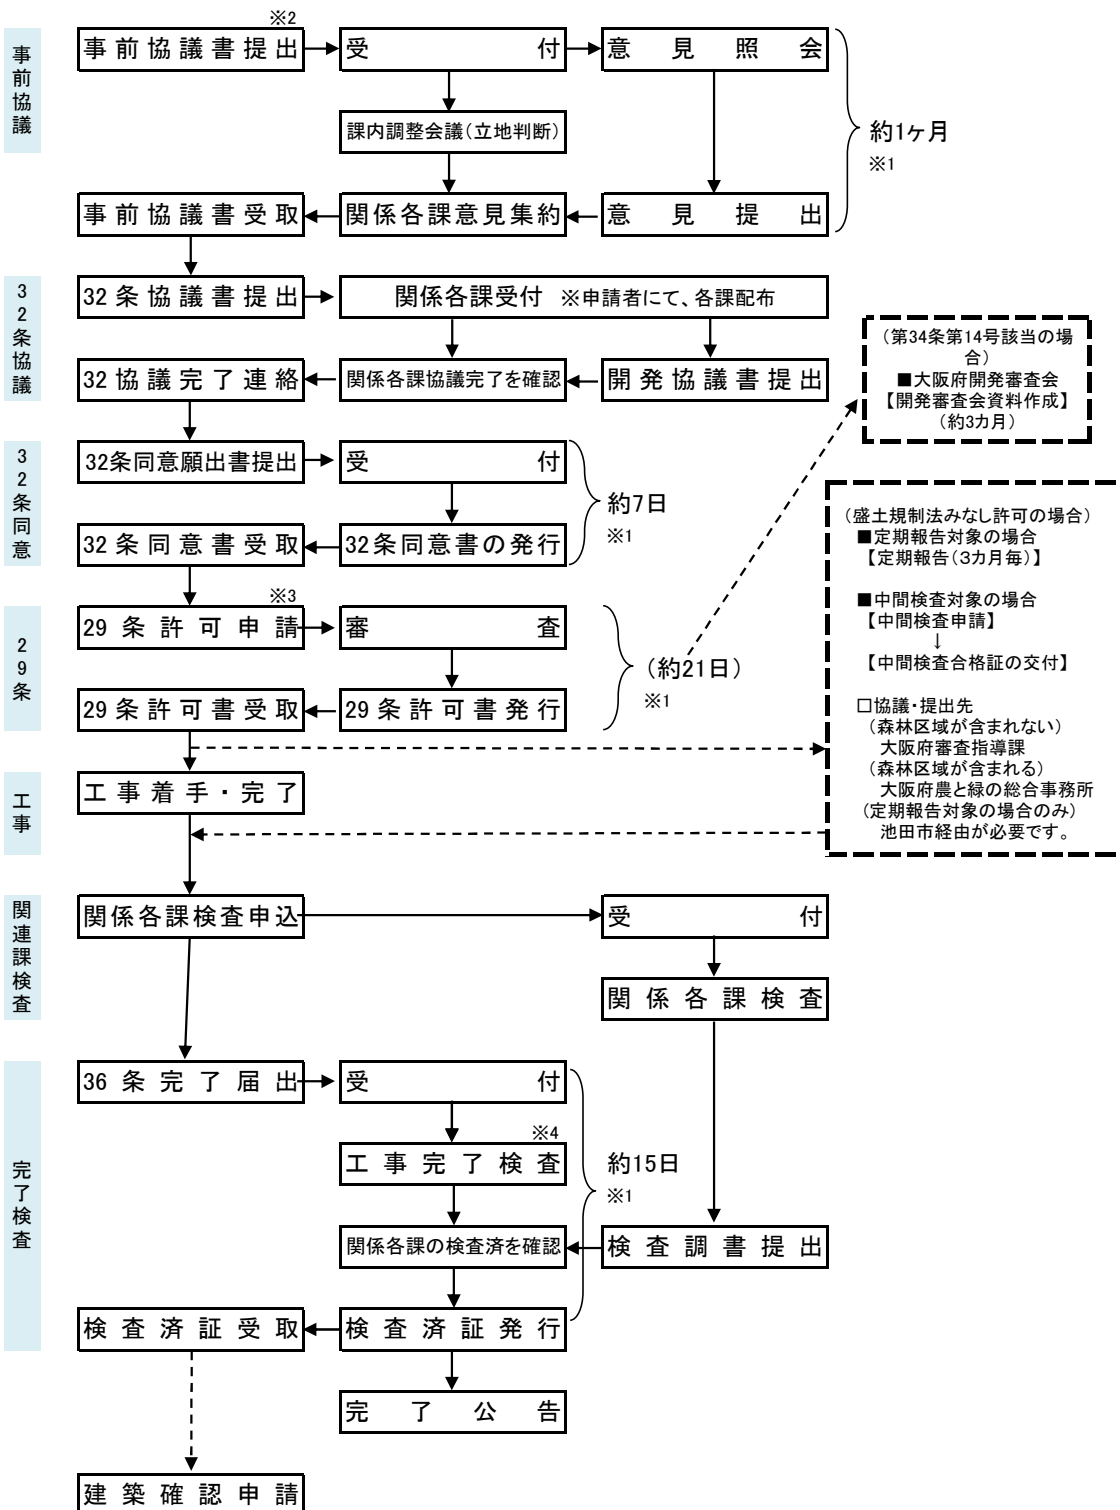 事前協議
※2
事前協議書提出
受付
意見照会
課内調整会議（立地判断）
約1ヶ月
※1
事前協議書受取
関係各課意見集約
意見提出
32条協議
32条協議書提出
関係各課受付 ※申請者にて、各課配布
32協議完了連絡
関係各課協議完了を確認
開発協議書提出
（第34条第14号該当の場
合）
■大阪府開発審査会
【開発審査会資料作成】
（約3カ月）
32条同意
32条同意願出書提出
受付
約7日
※1
32条同意書受取
32条同意書の発行
29条
※3
29条許可申請
審査
（約21日）
※1
29条許可書受取
29条許可書発行
（盛土規制法みなし許可の場合）
■定期報告対象の場合
【定期報告（3カ月毎）】
■中間検査対象の場合
【中間検査申請】
↓
【中間検査合格証の交付】
□協議・提出先
（森林区域が含まれない）
大阪府審査指導課
（森林区域が含まれる）
大阪府農と緑の総合事務所
（定期報告対象の場合のみ）
池田市経由が必要です。
工事
工事着手・完了
関連課検査
関係各課検査申込
受付
関係各課検査
完了検査
36条完了届出
受付
※4
工事完了検査
約15日
※1
関係各課の検査済を確認
検査調書提出
検査済証受取
検査済証発行
完了公告
建築確認申請